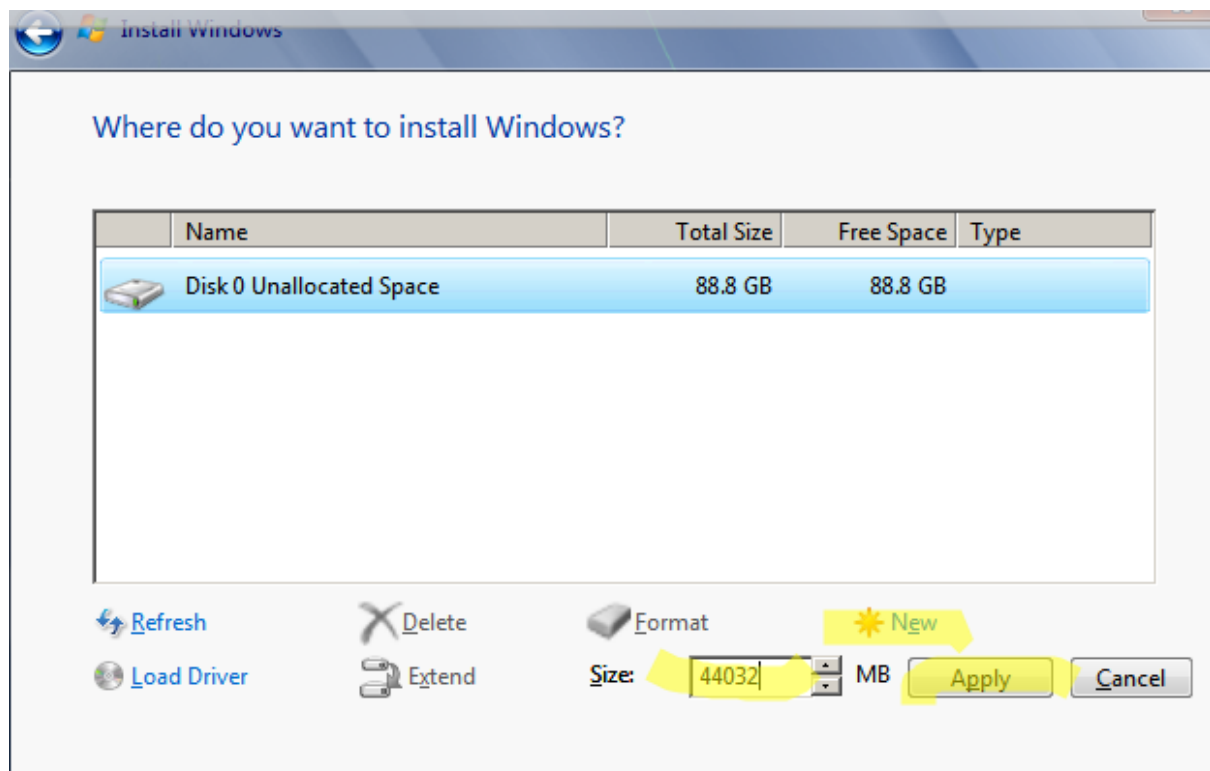 Install Windows
Where do you want to install Windows?
Name Total Size Free Space Type
Disk 0 Unallocated Space 88.8 GB 88.8 GB
Refresh Delete Format New
Load Driver Extend Size: 44032 MB Apply Cancel